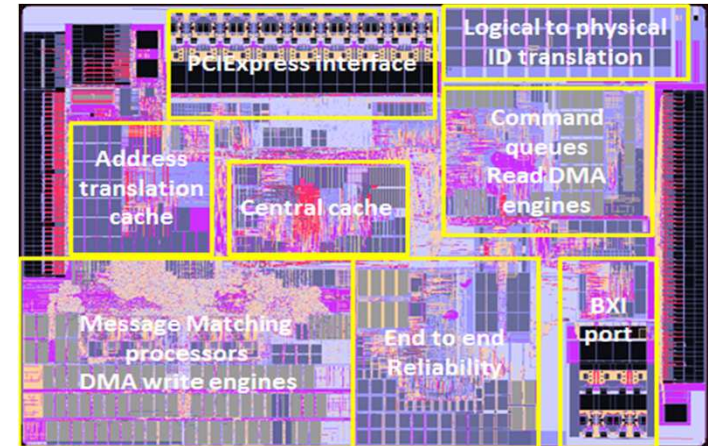 PCIExpress interface
Logical to physical
ID translation
Address
translation
cache
Central cache
Command
queues
Read DMA
engines
Message Matching
processors
DMA write engines
End to end
Reliability
BXI
port